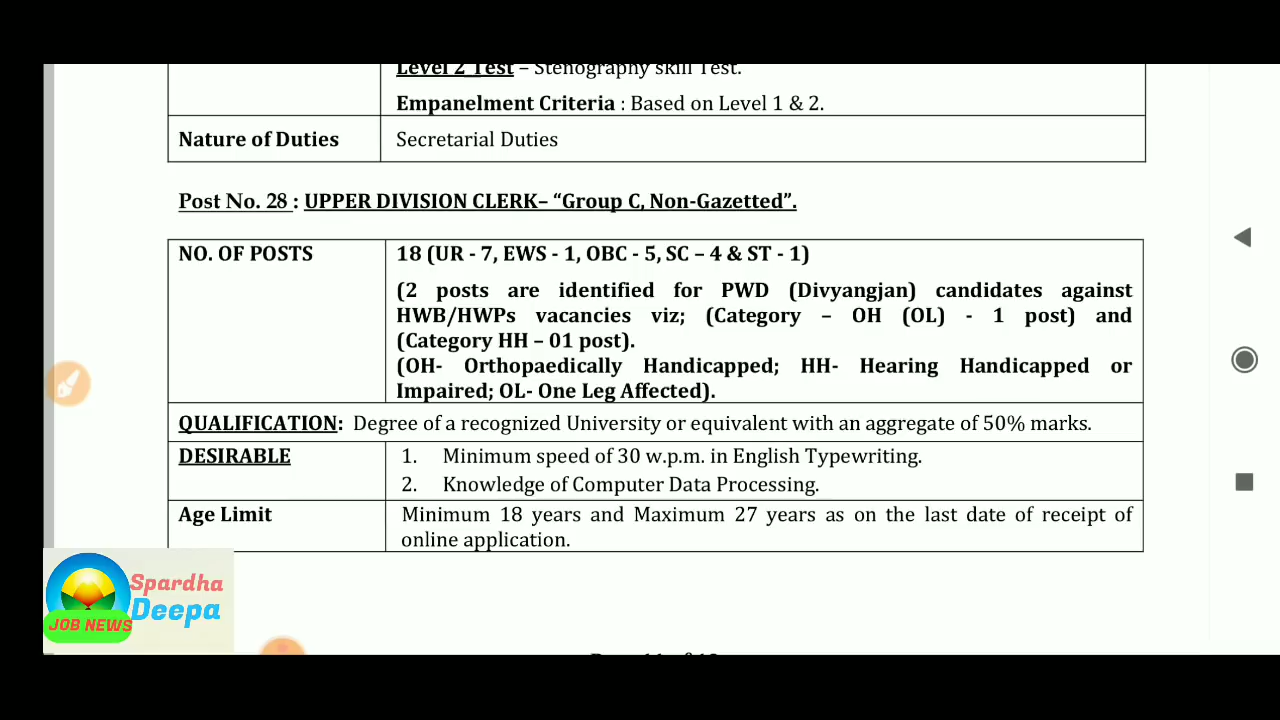 Level 2 Test – Stenography skill Test.
Empanelment Criteria : Based on Level 1 & 2.
Nature of Duties Secretarial Duties
Post No. 28 : UPPER DIVISION CLERK– “Group C, Non-Gazetted”.
NO. OF POSTS 18 (UR - 7, EWS - 1, OBC - 5, SC – 4 & ST - 1)
(2 posts are identified for PWD (Divyangjan) candidates against
HWB/HWPs vacancies viz; (Category – OH (OL) - 1 post) and
(Category HH – 01 post).
(OH- Orthopaedically Handicapped; HH- Hearing Handicapped or
Impaired; OL- One Leg Affected).
QUALIFICATION: Degree of a recognized University or equivalent with an aggregate of 50% marks.
DESIRABLE 1. Minimum speed of 30 w.p.m. in English Typewriting.
2. Knowledge of Computer Data Processing.
Age Limit Minimum 18 years and Maximum 27 years as on the last date of receipt of
online application.
Spardha
Deepa
JOB NEWS